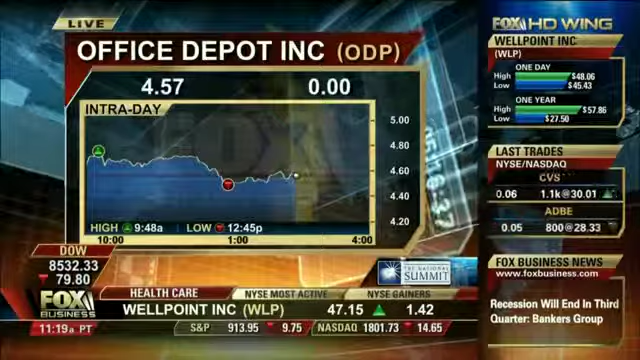 LIVE
OFFICE DEPOT INC (ODP)
4.57 0.00
INTRA-DAY
5.00
4.80
4.60
4.40
4.20
HIGH 9:48a LOW 12:45p
10:00 1:00 4:00
DOW
8532.33
79.80
THE NATIONAL
SUMMIT
FOX
BUSINESS
11:19a PT
HEALTH CARE NYSE MOST ACTIVE NYSE GAINERS
WELLPOINT INC (WLP) 47.15 1.42
S&P 913.95 9.75 NASDAQ 1801.73 14.65
FOX HD WING
WELLPOINT INC
(WLP)
ONE DAY
High $48.06
Low $45.43
ONE YEAR
High $57.86
Low $27.50
LAST TRADES
NYSE/NASDAQ
CVS
0.06 1.1k@30.01
ADBE
0.05 800@28.33
FOX BUSINESS NEWS
www.foxbusiness.com
Recession Will End In Third
Quarter: Bankers Group